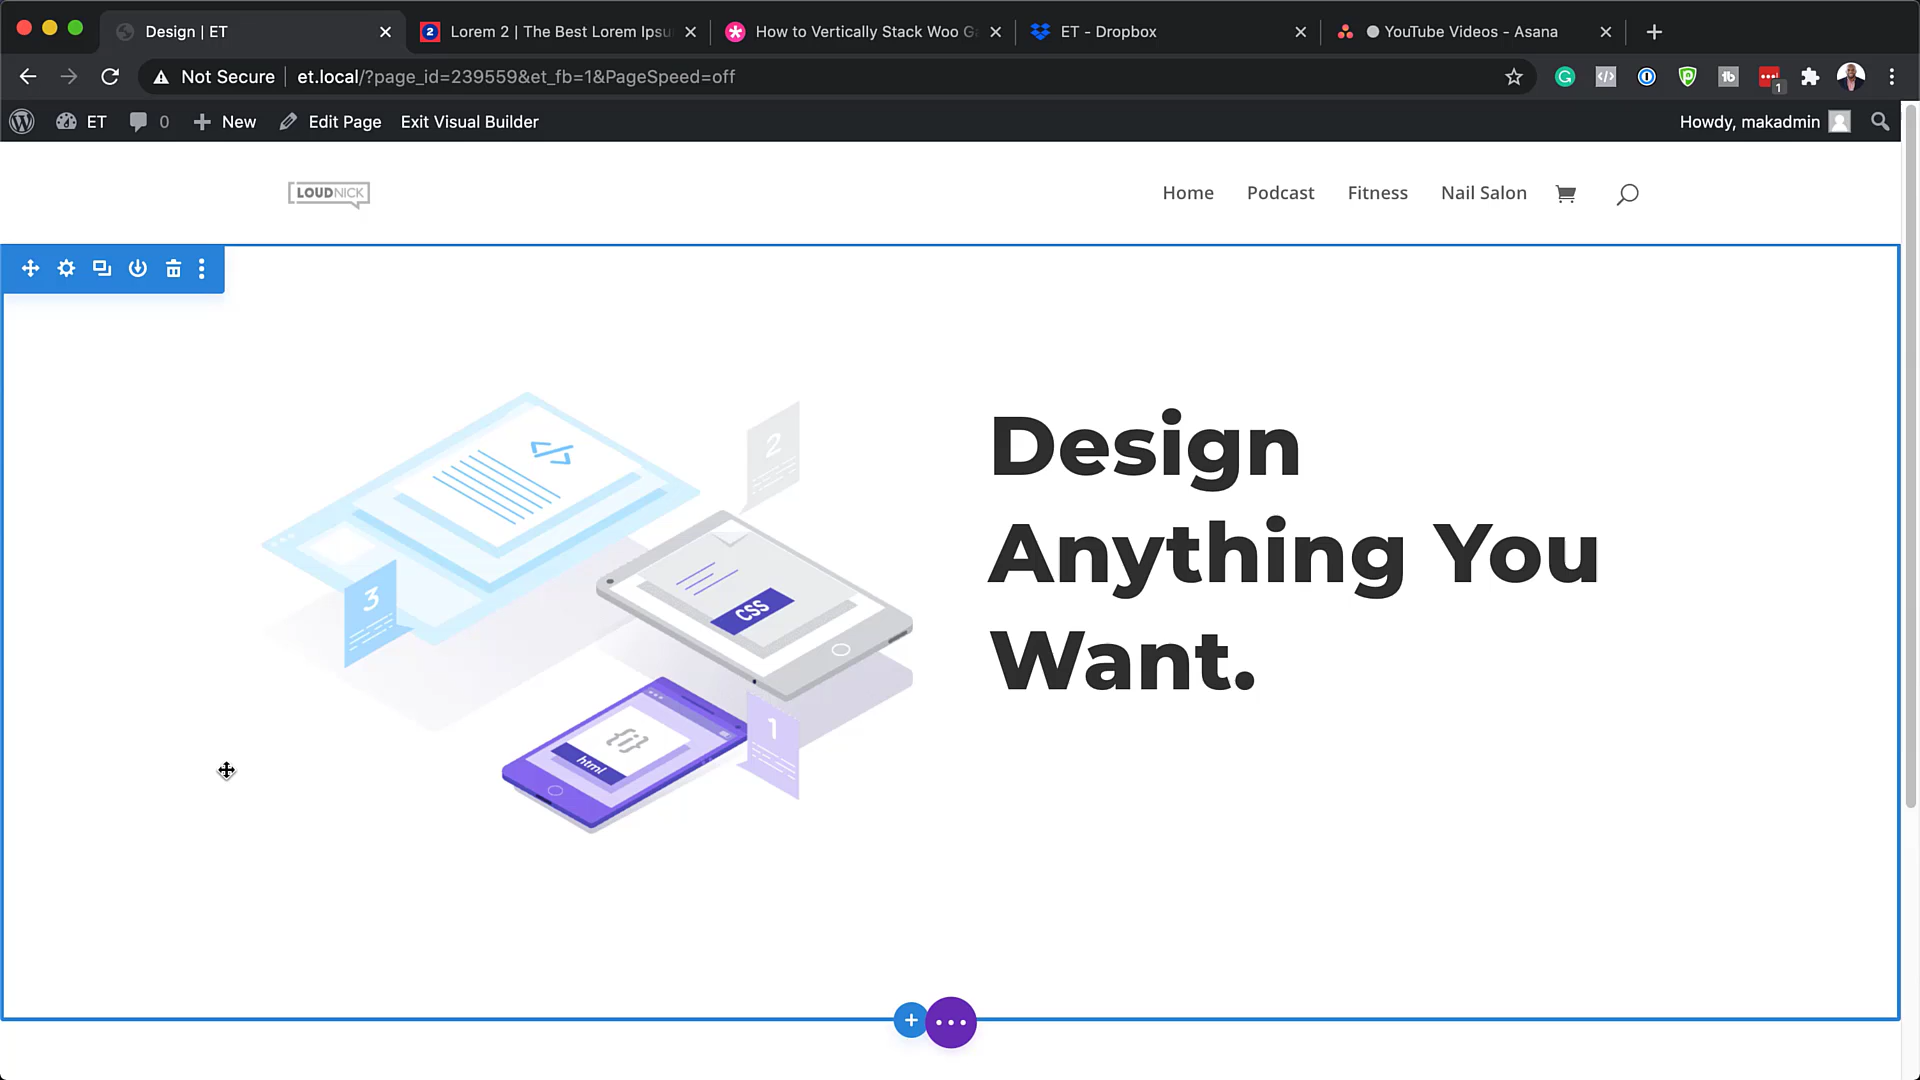 Design | ET
Lorem 2 | The Best Lorem Ipsu
How to Vertically Stack Woo G
ET - Dropbox
YouTube Videos - Asana
Not Secure
et.local/?page_id=239559&et_fb=1&PageSpeed=off
1
ET
0
New
Edit Page
Exit Visual Builder
Howdy, makadmin
LOUDNICK
Home
Podcast
Fitness
Nail Salon
Design
Anything You
Want.
2
3
CSS
1
{i}
html